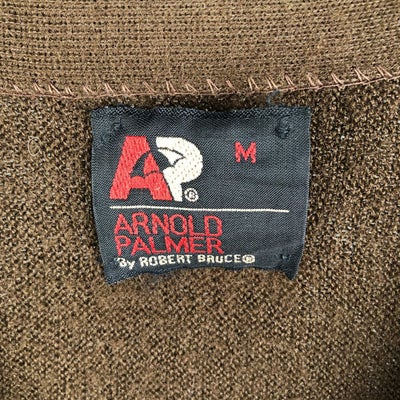 AP® M
ARNOLD
PALMER
By ROBERT BRUCE®